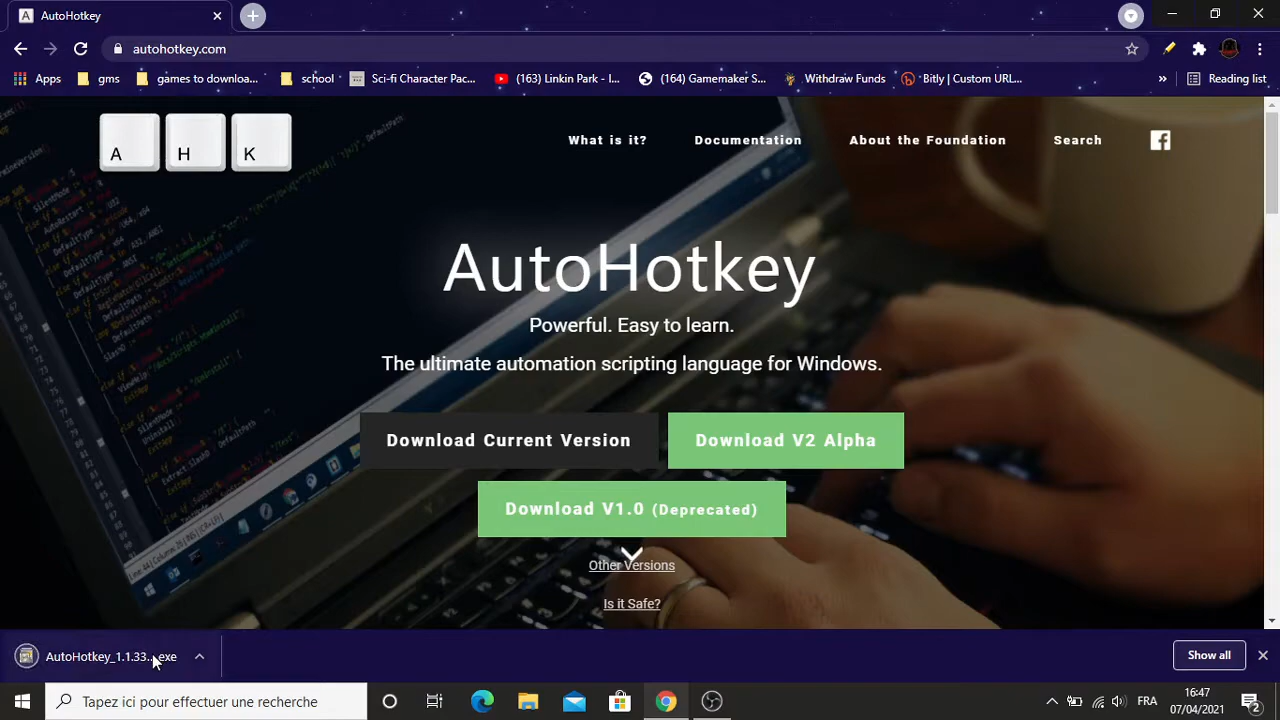 AutoHotkey
autohotkey.com
Apps
gms
games to downloa...
school
Sci-fi Character Pac...
(163) Linkin Park - I...
(164) Gamemaker S...
Withdraw Funds
Bitly | Custom URL...
»
Reading list
A H K
What is it?
Documentation
About the Foundation
Search
AutoHotkey
Powerful. Easy to learn.
The ultimate automation scripting language for Windows.
Download Current Version
Download V2 Alpha
Download V1.0 (Deprecated)
Other Versions
Is it Safe?
AutoHotkey_1.1.33....exe
Show all
Tapez ici pour effectuer une recherche
FRA
16:47
07/04/2021
2